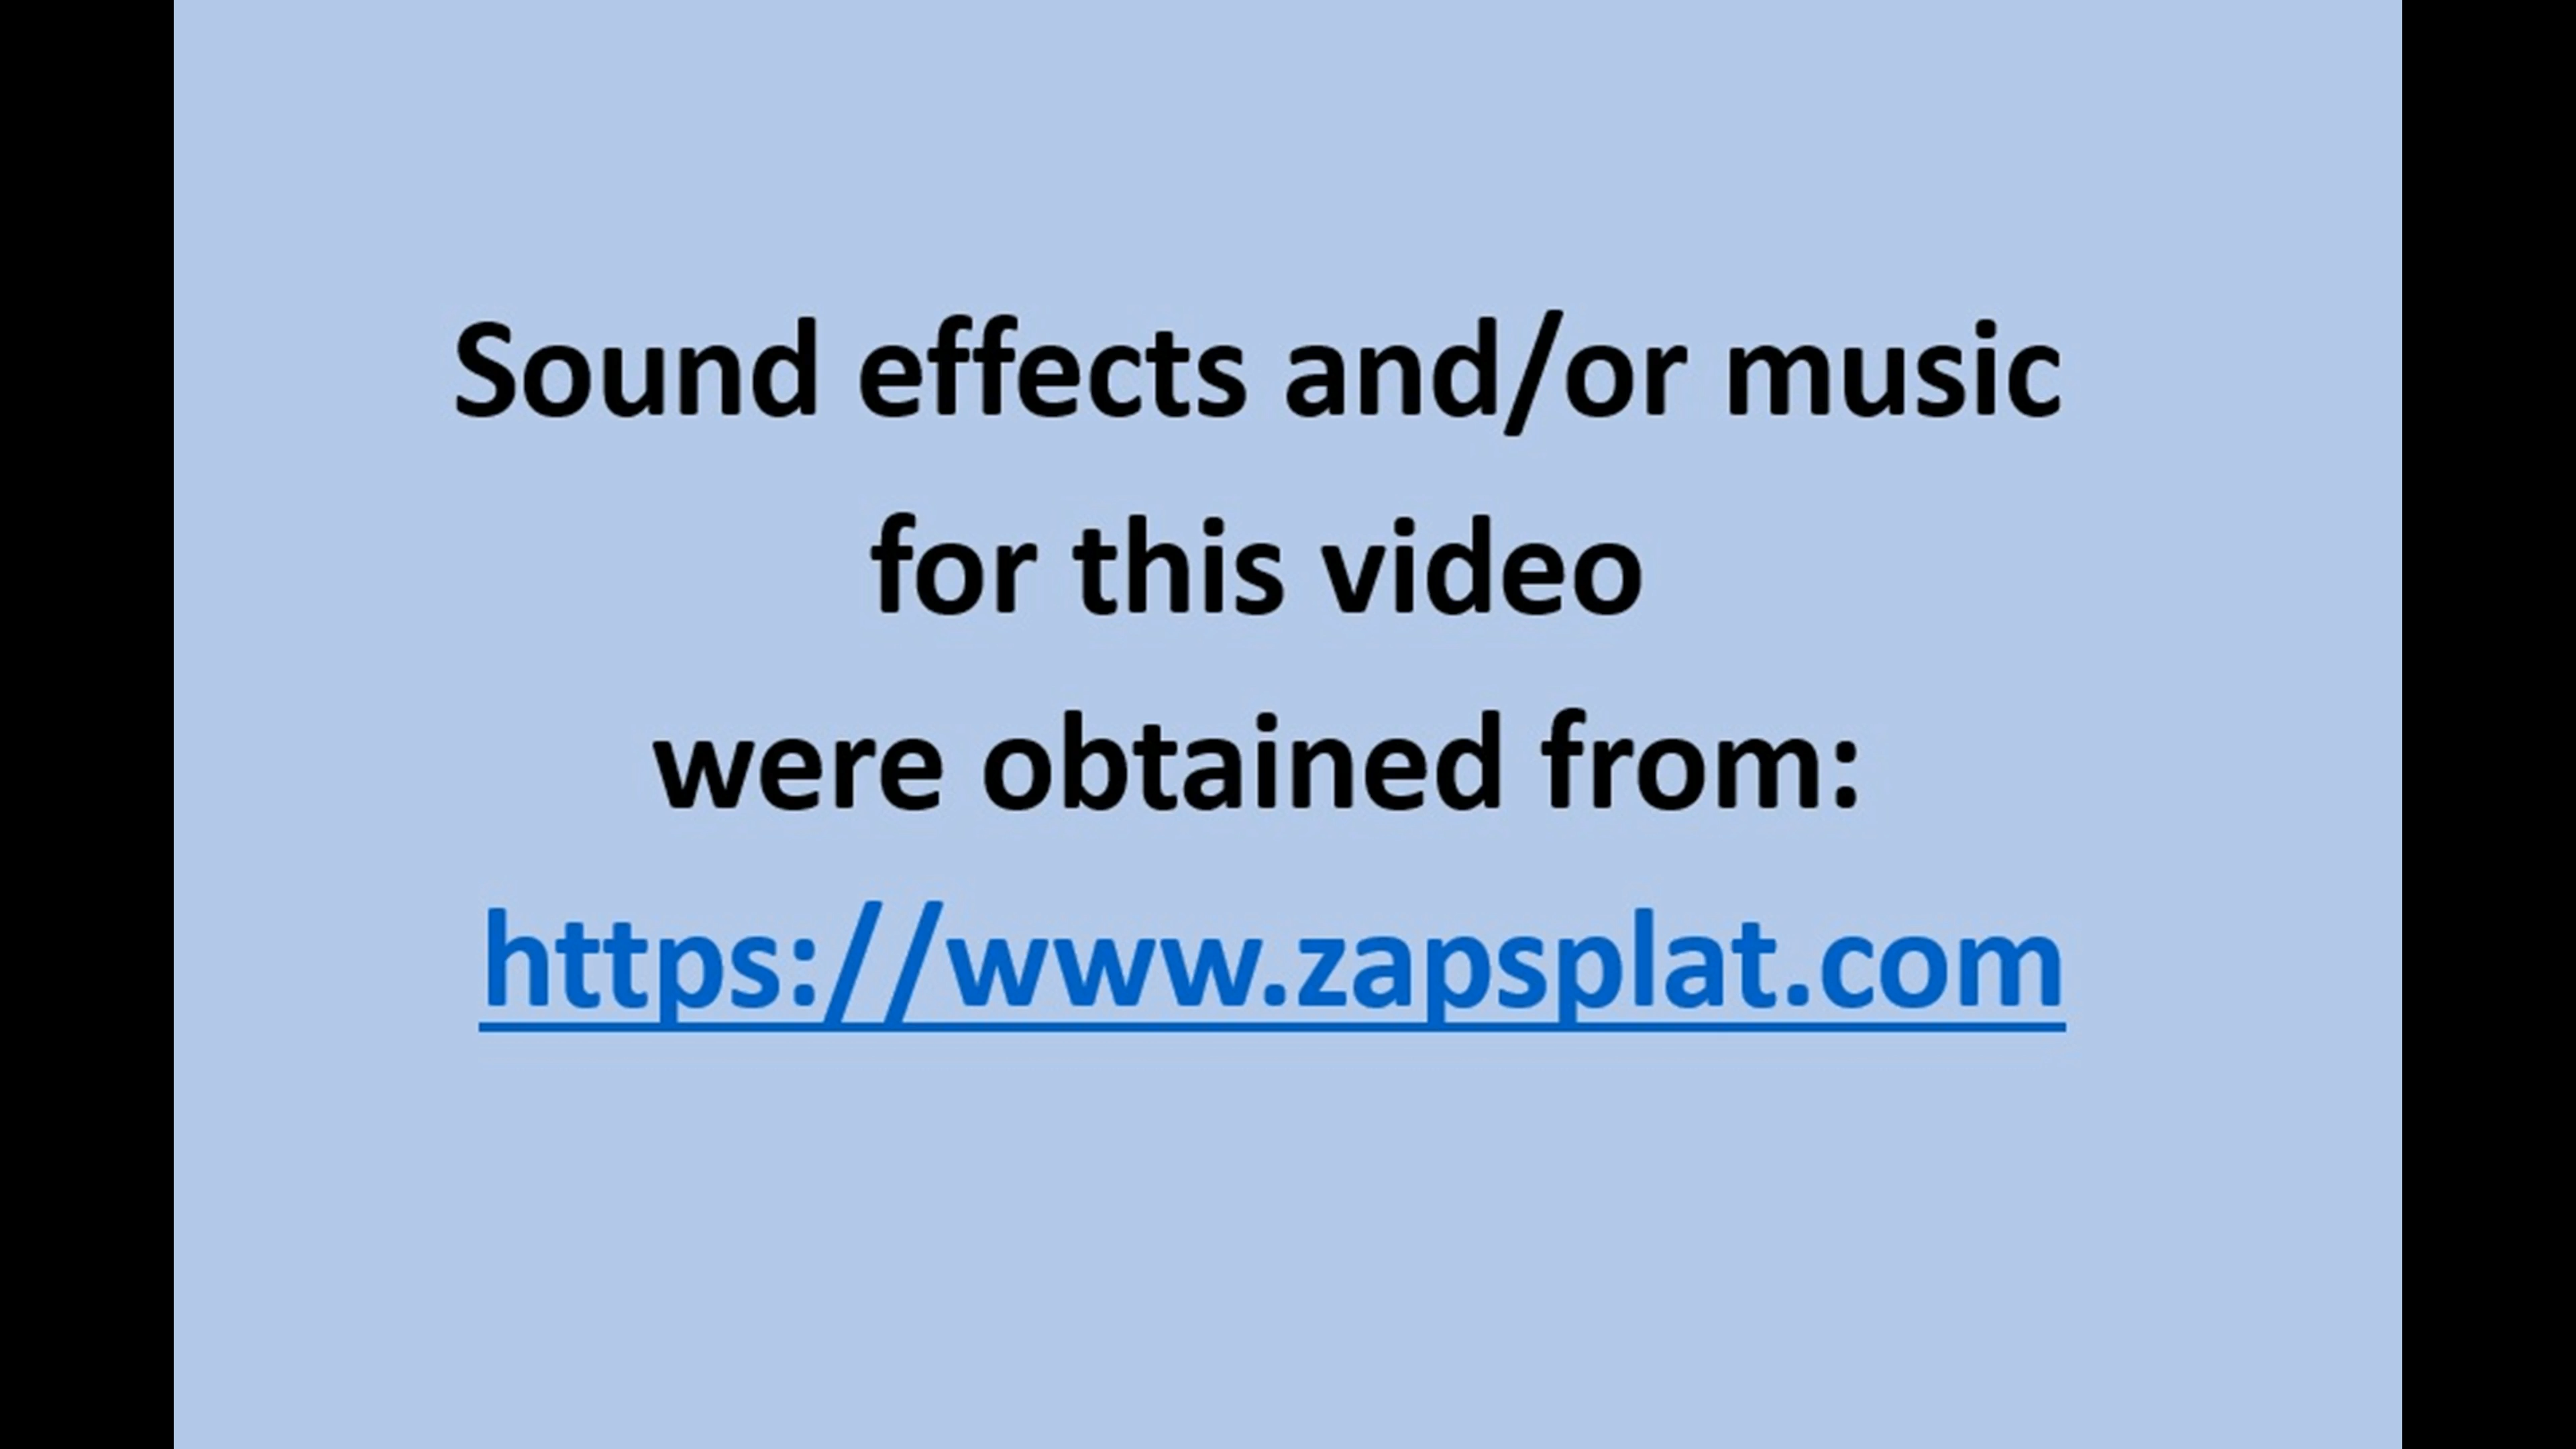 Sound effects and/or music
for this video
were obtained from:
https://www.zapsplat.com